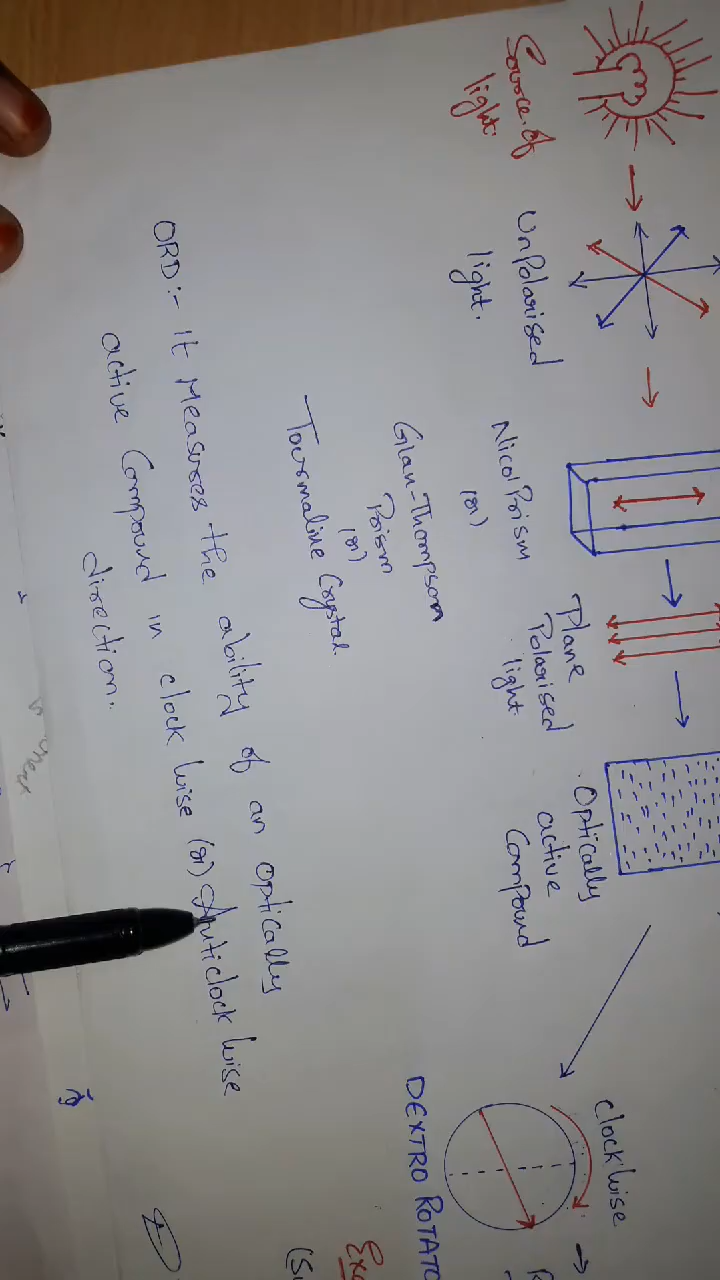 Source of
light.
UnPolarised
light.
Nicol Prism
(or)
Glan-Thompson
Prism
(or)
Tourmaline Crystal.
Plane
Polarised
light
Optically
active
Compound
clock wise
DEXTRO ROTATO
ORD:- It Measures the ability of an Optically
active Compound in clock wise (or) Anticlock wise
direction.